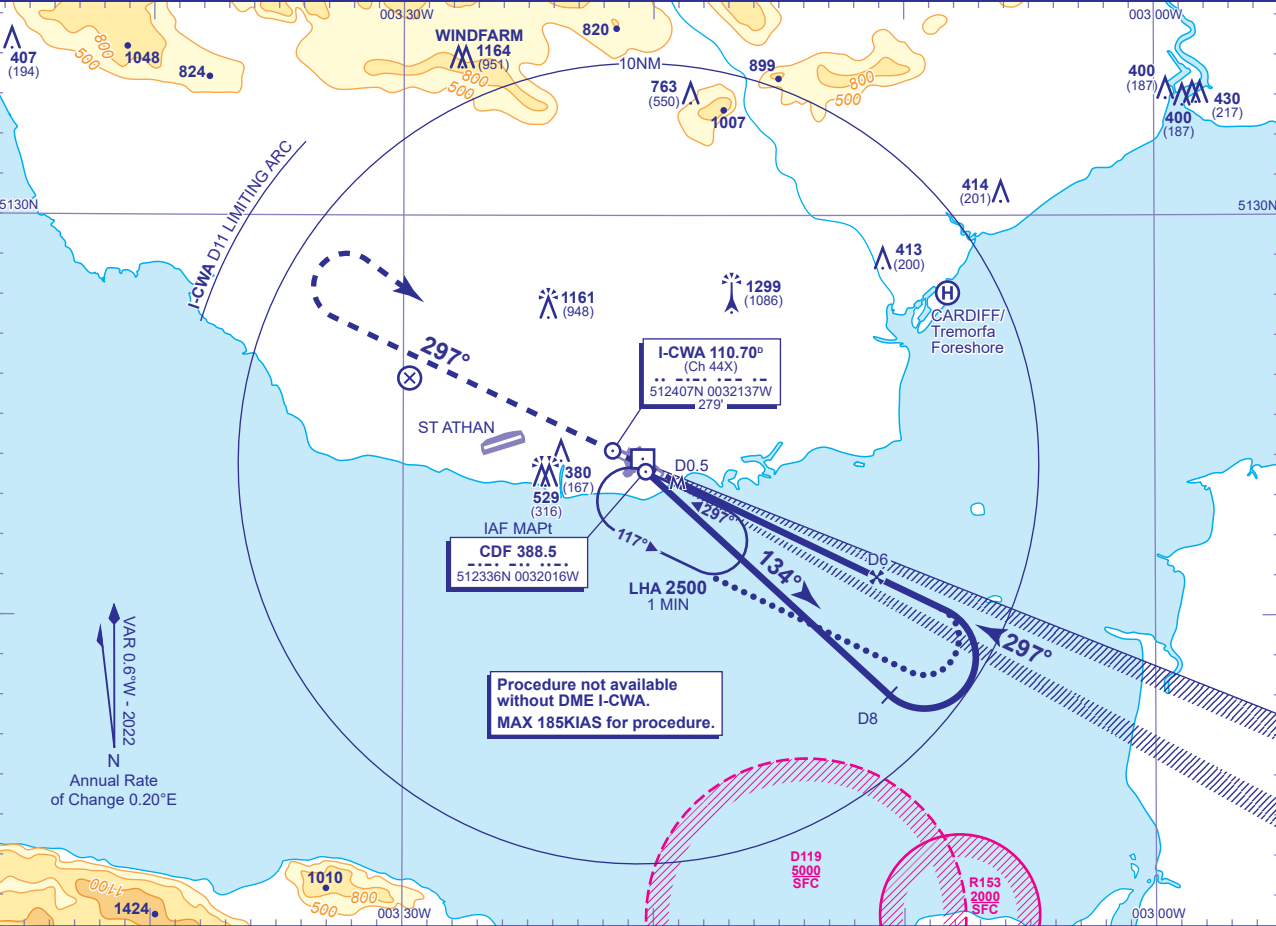 003 30W
003 00W
407
(194)
800
500
1048
824
WINDFARM
1164
(951)
800
500
820
10NM
763
(550)
1007
899
800
500
400
(187)
400
(187)
430
(217)
5130N
5130N
I-CWA D11 LIMITING ARC
414
(201)
413
(200)
H
CARDIFF/
Tremorfa
Foreshore
1161
(948)
1299
(1086)
297°
I-CWA 110.70ᴰ
(Ch 44X)
·· –·–· ·–– ·–
512407N 0032137W
279'
ST ATHAN
380
(167)
529
(316)
D0.5
M
IAF MAPt
CDF 388.5
–·–· –·· ··–·
512336N 0032016W
297°
117°
LHA 2500
1 MIN
134°
D6
297°
D8
Procedure not available
without DME I-CWA.
MAX 185KIAS for procedure.
VAR 0.6°W - 2022
N
Annual Rate
of Change 0.20°E
D119
5000
SFC
R153
2000
SFC
1100
1424
1010
800
500
003 30W
003 00W